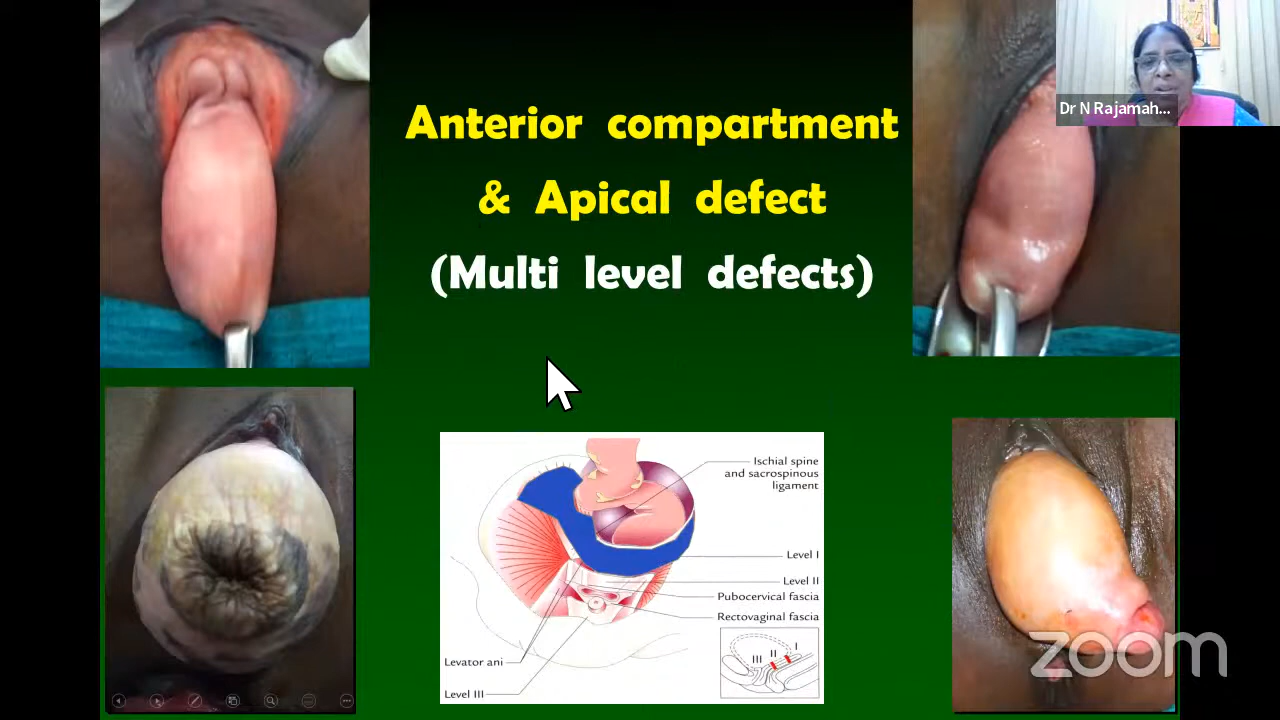 Dr N Rajamah...
Anterior compartment
& Apical defect
(Multi level defects)
Ischial spine
and sacrospinous
ligament
Level I
Level II
Pubocervical fascia
Rectovaginal fascia
Levator ani
Level III
I
II
III
zoom